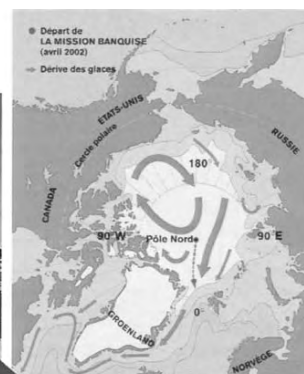 Départ de
LA MISSION BANQUISE
(avril 2002)
Dérive des glaces
ÉTATS-UNIS
Cercle polaire
RUSSIE
180
CANADA
90°W
Pôle Nord
90°E
GROENLAND
0
NORVÈGE